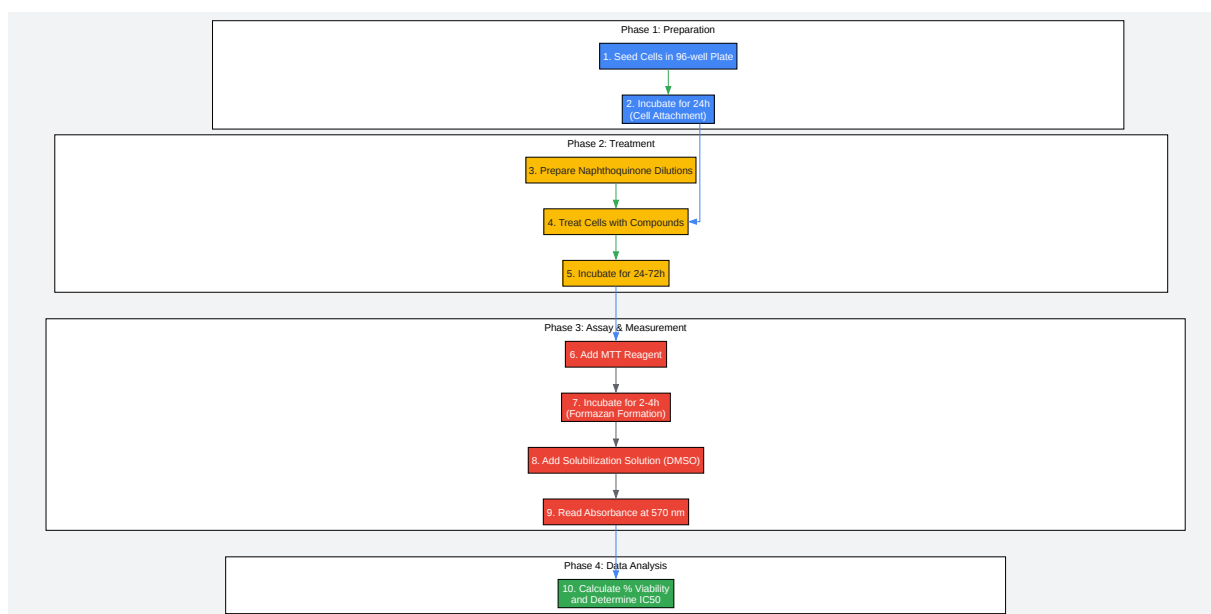 Phase 1: Preparation
1. Seed Cells in 96-well Plate
2. Incubate for 24h
(Cell Attachment)
Phase 2: Treatment
3. Prepare Naphthoquinone Dilutions
4. Treat Cells with Compounds
5. Incubate for 24-72h
Phase 3: Assay & Measurement
6. Add MTT Reagent
7. Incubate for 2-4h
(Formazan Formation)
8. Add Solubilization Solution (DMSO)
9. Read Absorbance at 570 nm
Phase 4: Data Analysis
10. Calculate % Viability
and Determine IC50